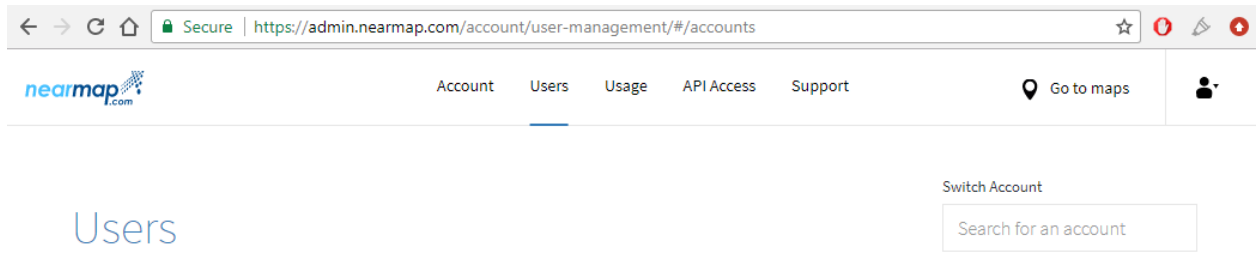 Secure https://admin.nearmap.com/account/user-management/#/accounts
nearmap.com Account Users Usage API Access Support Go to maps
Switch Account
Users
Search for an account